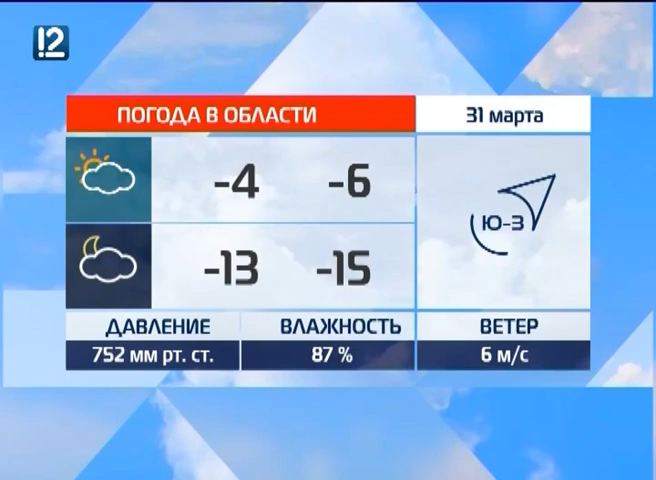 12
ПОГОДА В ОБЛАСТИ
31 марта
-4 -6
Ю-З
-13 -15
ДАВЛЕНИЕ ВЛАЖНОСТЬ ВЕТЕР
752 мм рт. ст. 87 % 6 м/с